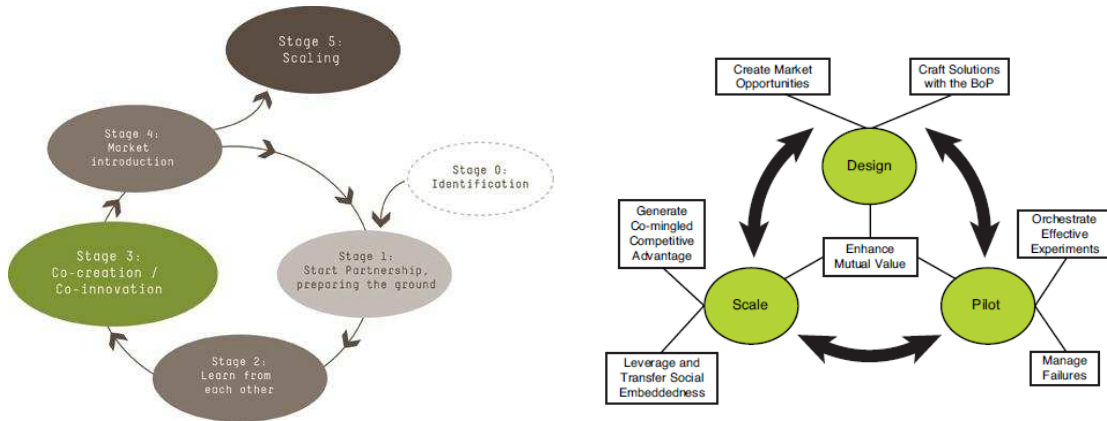 Stage 5:
Scaling
Stage 4:
Market
introduction
Stage 0:
Identification
Stage 3:
Co-creation /
Co-innovation
Stage 1:
Start Partnership,
preparing the ground
Stage 2:
Learn from
each other
Create Market
Opportunities
Craft Solutions
with the BoP
Design
Generate
Co-mingled
Competitive
Advantage
Enhance
Mutual Value
Orchestrate
Effective
Experiments
Scale
Pilot
Leverage and
Transfer Social
Embeddedness
Manage
Failures